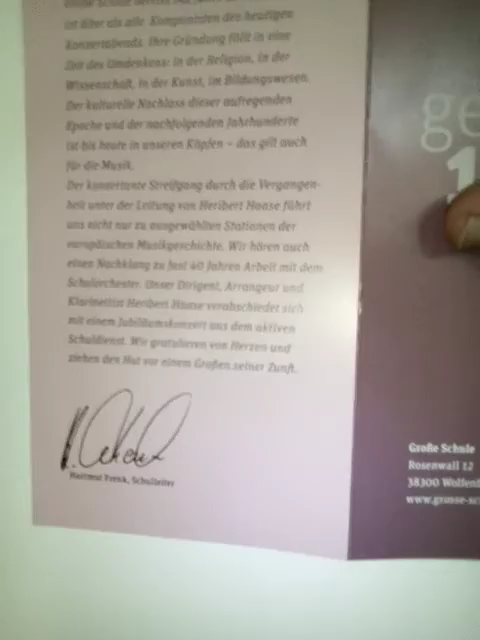 ist älter als alle Komponisten des heutigen
Konzertabends. Ihre Gründung fällt in eine
Zeit des Umdenkens: in der Religion, in der
Wissenschaft, in der Kunst, im Bildungswesen.
Der kulturelle Nachlass dieser aufregenden
Epoche und der nachfolgenden Jahrhunderte
ist bis heute in unseren Köpfen – das gilt auch
für die Musik.
Der konzertante Streifgang durch die Vergangen-
heit unter der Leitung von Heribert Haase führt
uns nicht nur zu ausgewählten Stationen der
europäischen Musikgeschichte. Wir hören auch
einen Nachklang zu fast 40 Jahren Arbeit mit dem
Schulorchester. Unser Dirigent, Arrangeur und
Klarinettist Heribert Haase verabschiedet sich
mit einem Jubiläumskonzert aus dem aktiven
Schuldienst. Wir gratulieren von Herzen und
ziehen den Hut vor einem Großen seiner Zunft.
Hartmut Frenk, Schulleiter
ge
1
Große Schule
Rosenwall 12
38300 Wolfen
www.grosse-sc